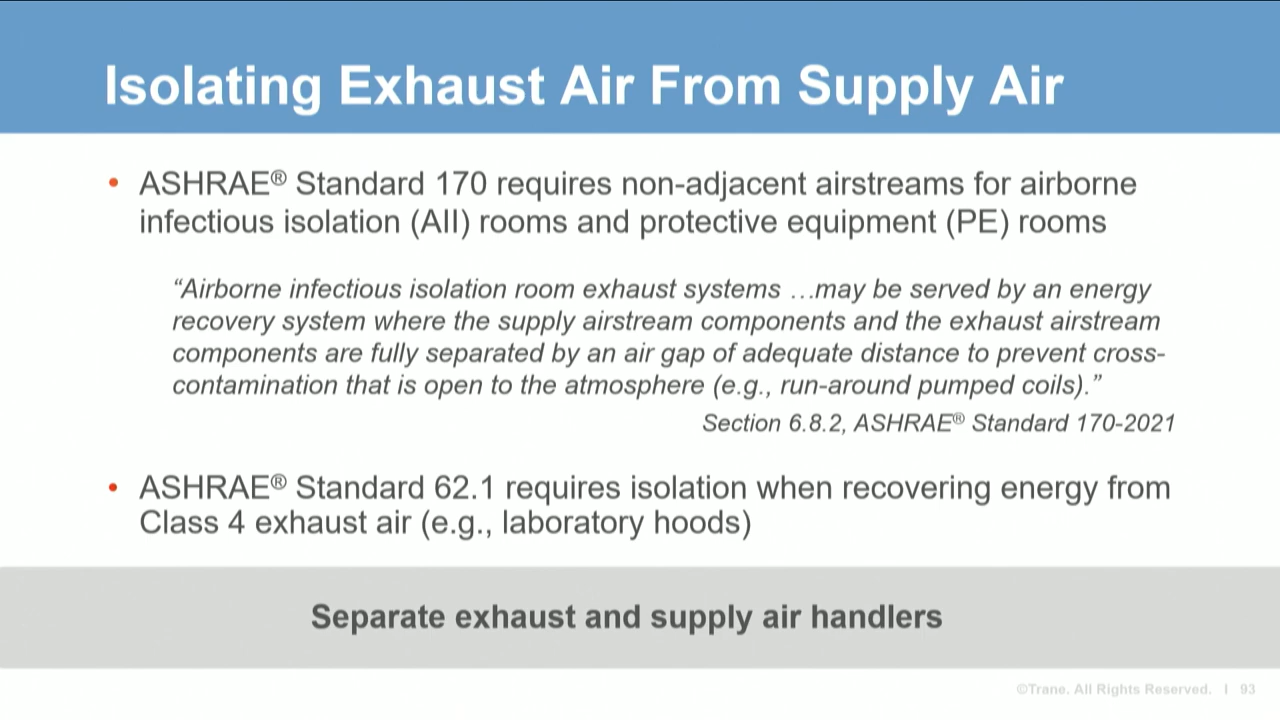 Isolating Exhaust Air From Supply Air
• ASHRAE® Standard 170 requires non-adjacent airstreams for airborne
infectious isolation (AII) rooms and protective equipment (PE) rooms
“Airborne infectious isolation room exhaust systems …may be served by an energy
recovery system where the supply airstream components and the exhaust airstream
components are fully separated by an air gap of adequate distance to prevent cross-
contamination that is open to the atmosphere (e.g., run-around pumped coils).”
Section 6.8.2, ASHRAE® Standard 170-2021
• ASHRAE® Standard 62.1 requires isolation when recovering energy from
Class 4 exhaust air (e.g., laboratory hoods)
Separate exhaust and supply air handlers
©Trane. All Rights Reserved. | 93